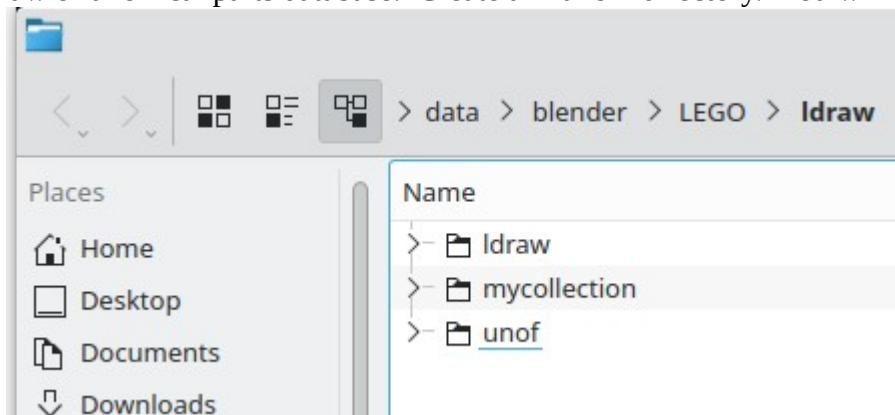 > data > blender > LEGO > ldraw
Places
Home
Desktop
Documents
Downloads
Name
ldraw
mycollection
unof